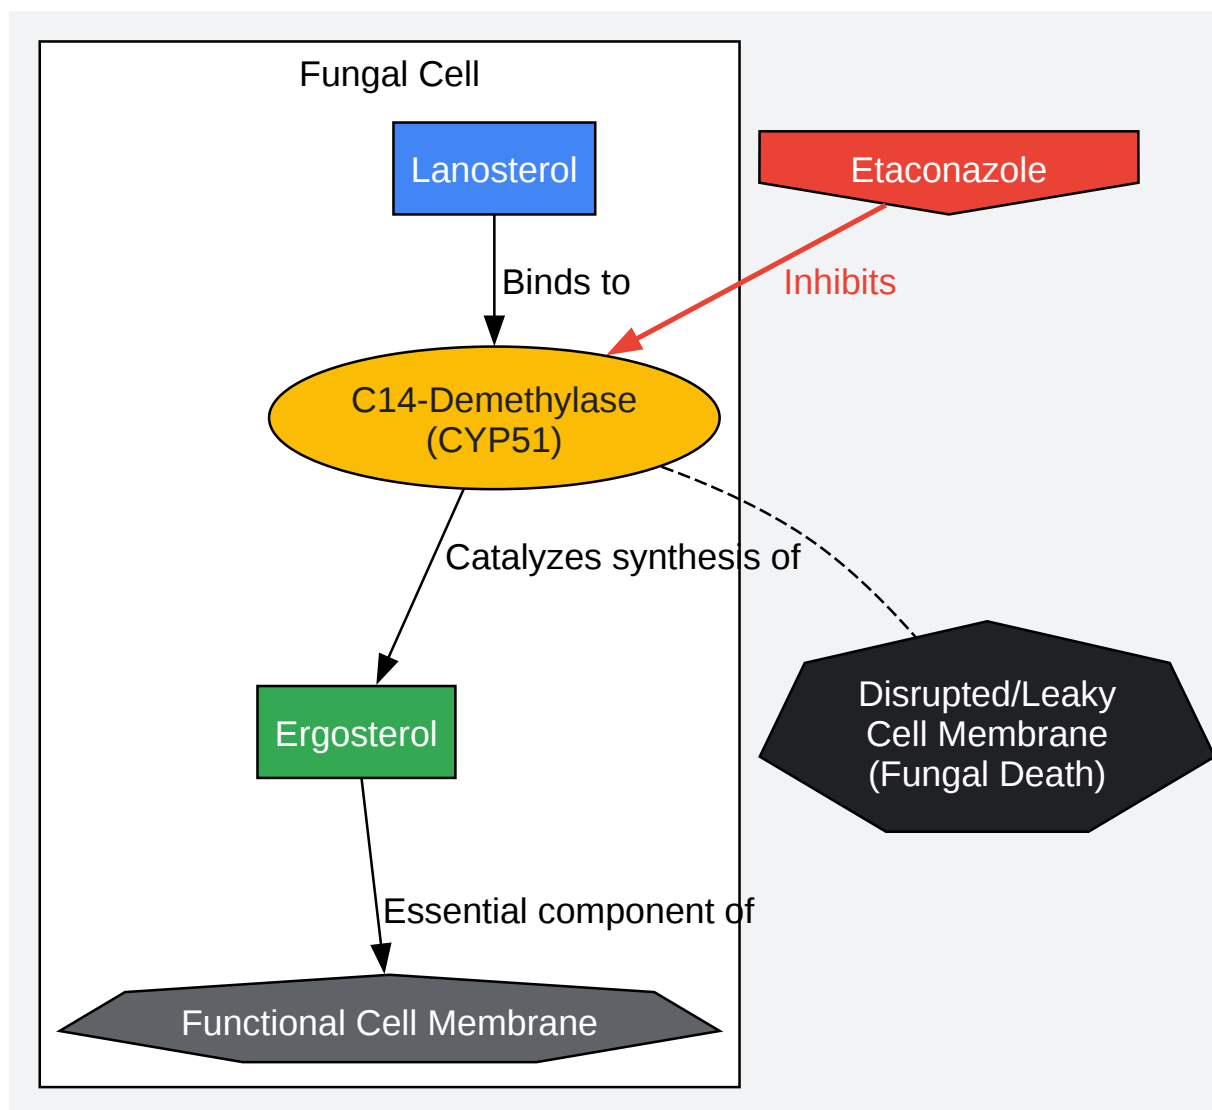 Fungal Cell
Lanosterol
Etaconazole
Binds to
Inhibits
C14-Demethylase
(CYP51)
Catalyzes synthesis of
Ergosterol
Disrupted/Leaky
Cell Membrane
(Fungal Death)
Essential component of
Functional Cell Membrane